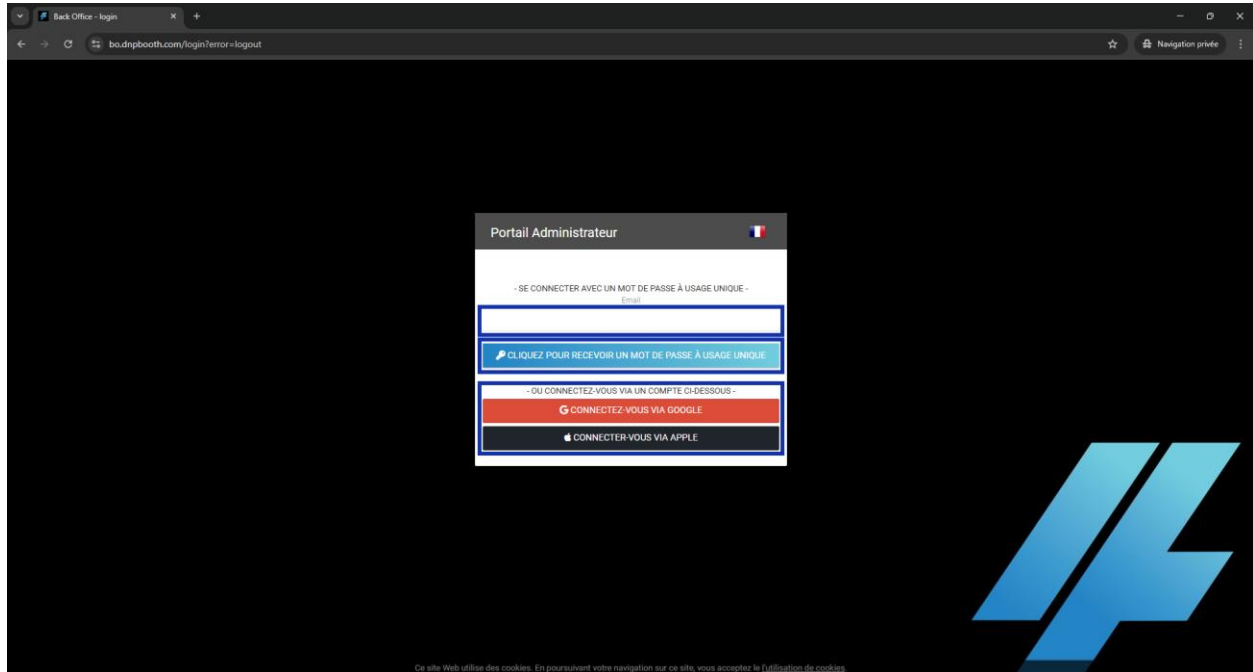 Back Office - login
bo.dnpbooth.com/login?error=logout
Navigation privée
Portail Administrateur
- SE CONNECTER AVEC UN MOT DE PASSE À USAGE UNIQUE -
Email
CLIQUEZ POUR RECEVOIR UN MOT DE PASSE À USAGE UNIQUE
- OU CONNECTEZ-VOUS VIA UN COMPTE CI-DESSOUS -
CONNECTEZ-VOUS VIA GOOGLE
CONNECTER-VOUS VIA APPLE
Ce site Web utilise des cookies. En poursuivant votre navigation sur ce site, vous acceptez le l'utilisation de cookies.